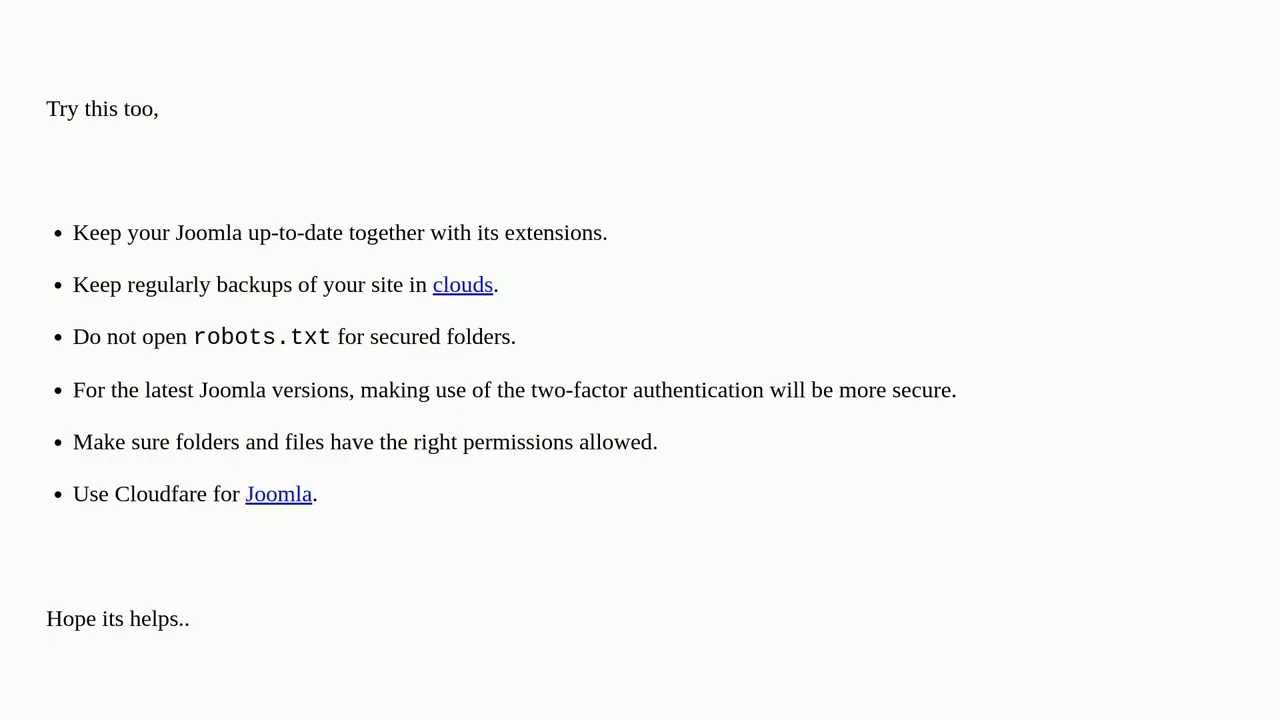 Try this too,
• Keep your Joomla up-to-date together with its extensions.
• Keep regularly backups of your site in clouds.
• Do not open robots.txt for secured folders.
• For the latest Joomla versions, making use of the two-factor authentication will be more secure.
• Make sure folders and files have the right permissions allowed.
• Use Cloudfare for Joomla.
Hope its helps..